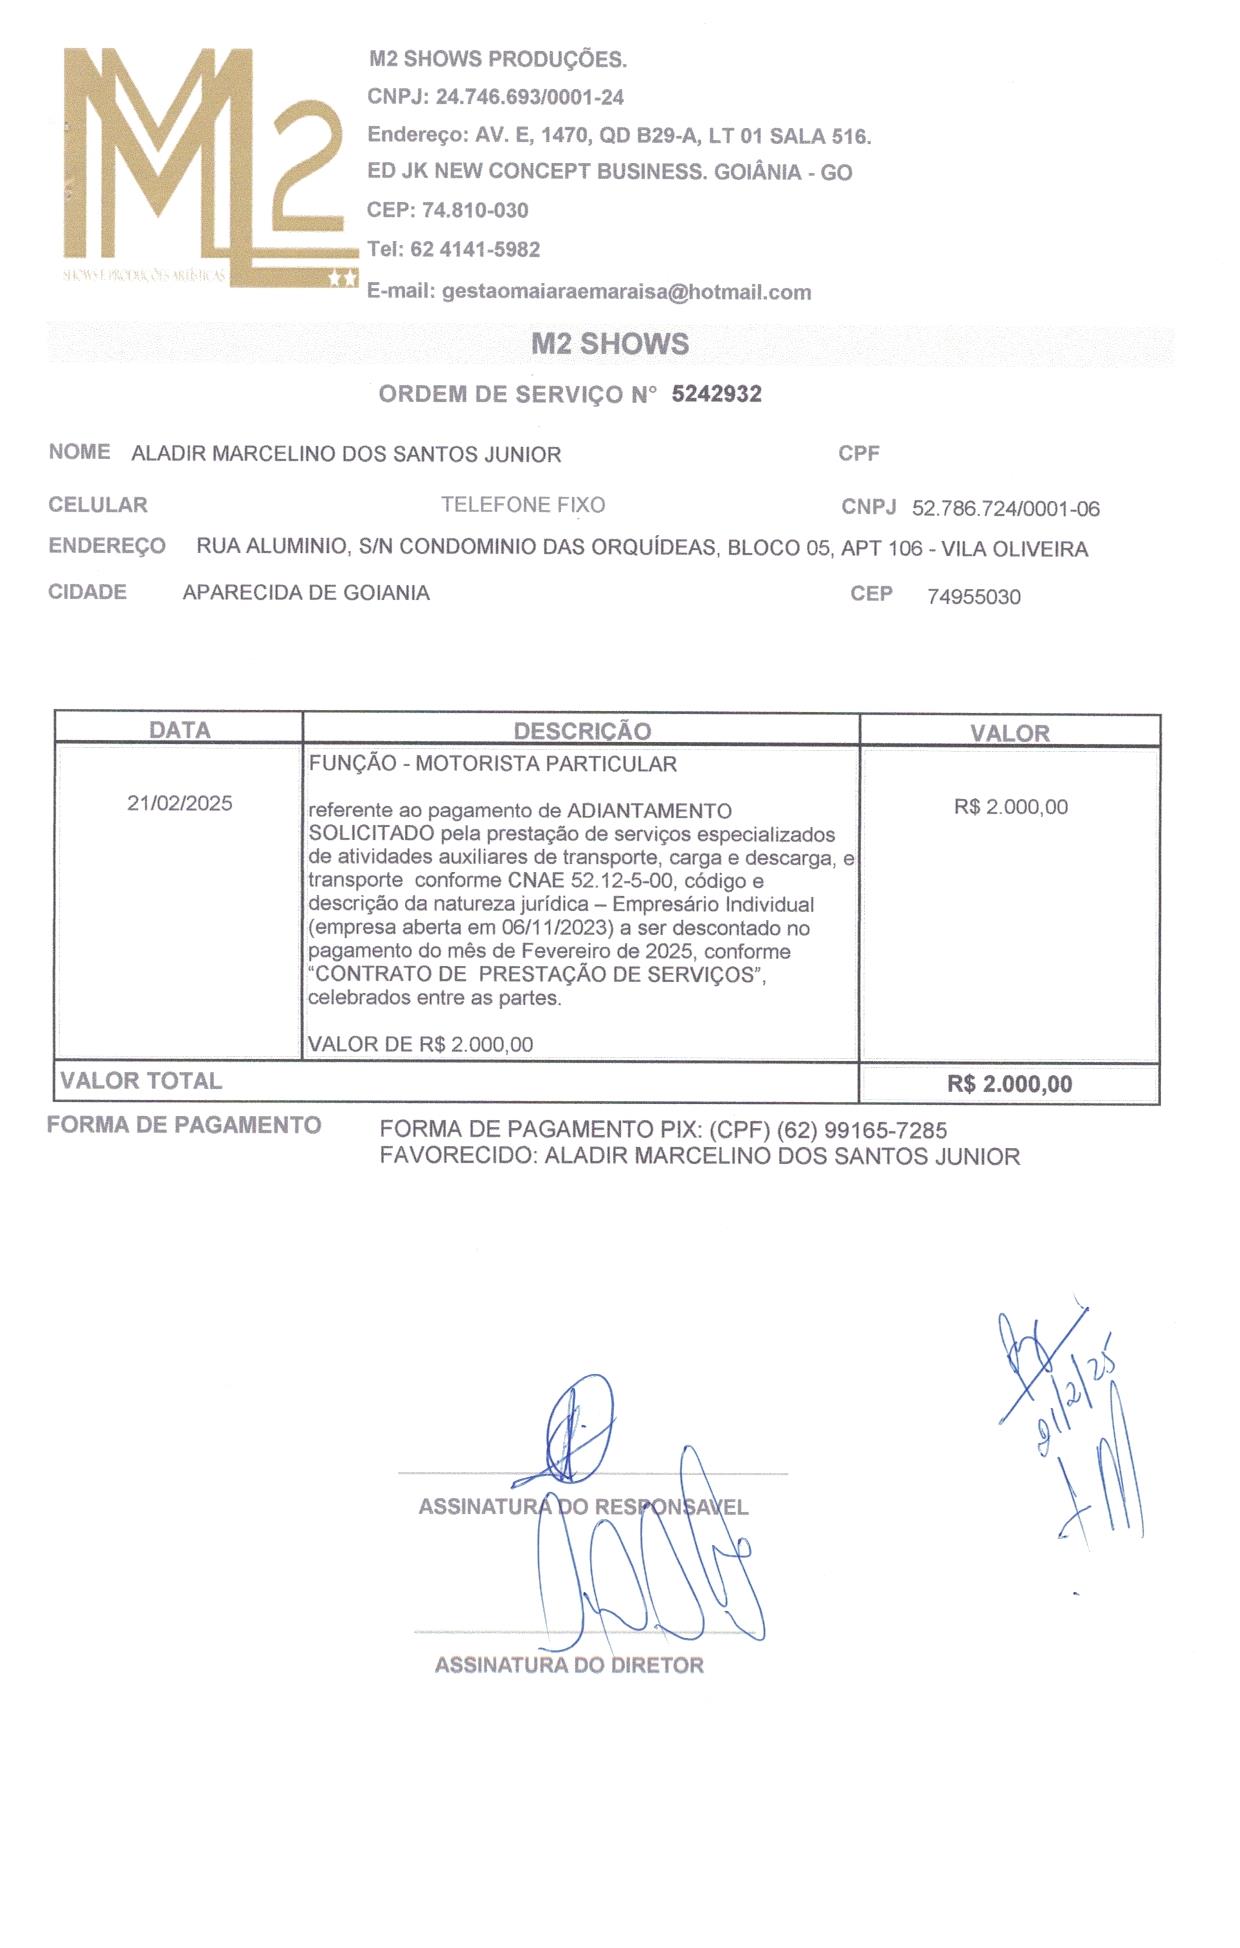 M2
SHOWS E PRODUÇÕES ARTÍSTICAS
M2 SHOWS PRODUÇÕES.
CNPJ: 24.746.693/0001-24
Endereço: AV. E, 1470, QD B29-A, LT 01 SALA 516.
ED JK NEW CONCEPT BUSINESS. GOIÂNIA - GO
CEP: 74.810-030
Tel: 62 4141-5982
E-mail: gestaomaiaraemaraisa@hotmail.com
M2 SHOWS
ORDEM DE SERVIÇO N° 5242932
NOME ALADIR MARCELINO DOS SANTOS JUNIOR CPF
CELULAR TELEFONE FIXO CNPJ 52.786.724/0001-06
ENDEREÇO RUA ALUMINIO, S/N CONDOMINIO DAS ORQUÍDEAS, BLOCO 05, APT 106 - VILA OLIVEIRA
CIDADE APARECIDA DE GOIANIA CEP 74955030
DATA DESCRIÇÃO VALOR
FUNÇÃO - MOTORISTA PARTICULAR
21/02/2025 R$ 2.000,00
referente ao pagamento de ADIANTAMENTO
SOLICITADO pela prestação de serviços especializados
de atividades auxiliares de transporte, carga e descarga, e
transporte conforme CNAE 52.12-5-00, código e
descrição da natureza jurídica – Empresário Individual
(empresa aberta em 06/11/2023) a ser descontado no
pagamento do mês de Fevereiro de 2025, conforme
“CONTRATO DE PRESTAÇÃO DE SERVIÇOS”,
celebrados entre as partes.
VALOR DE R$ 2.000,00
VALOR TOTAL R$ 2.000,00
FORMA DE PAGAMENTO FORMA DE PAGAMENTO PIX: (CPF) (62) 99165-7285
FAVORECIDO: ALADIR MARCELINO DOS SANTOS JUNIOR
21/2/25
ASSINATURA DO RESPONSAVEL
ASSINATURA DO DIRETOR